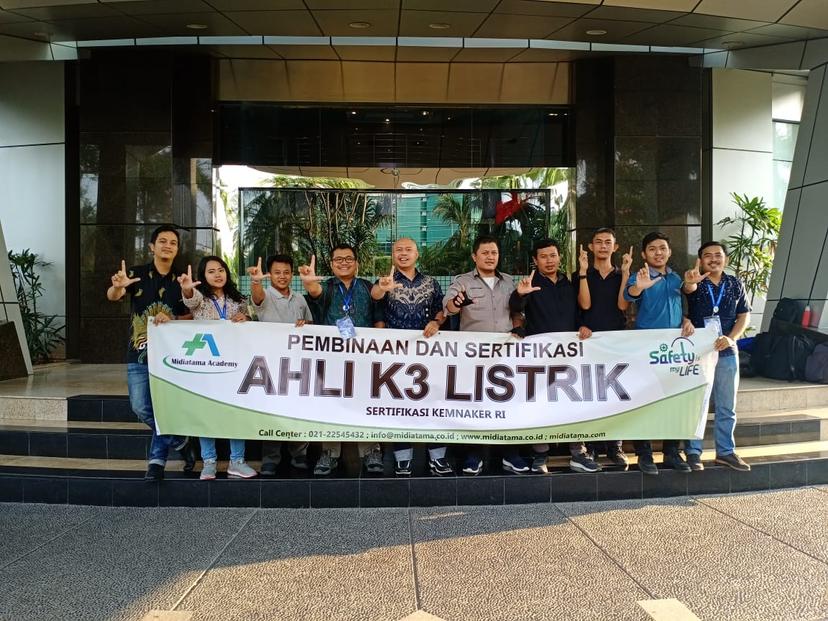 Midiatama Academy
PEMBINAAN DAN SERTIFIKASI
AHLI K3 LISTRIK
SERTIFIKASI KEMNAKER RI
Safety is
my LIFE
Call Center : 021-22545432 ; info@midiatama.co.id ; www.midiatama.co.id ; midiatama.com